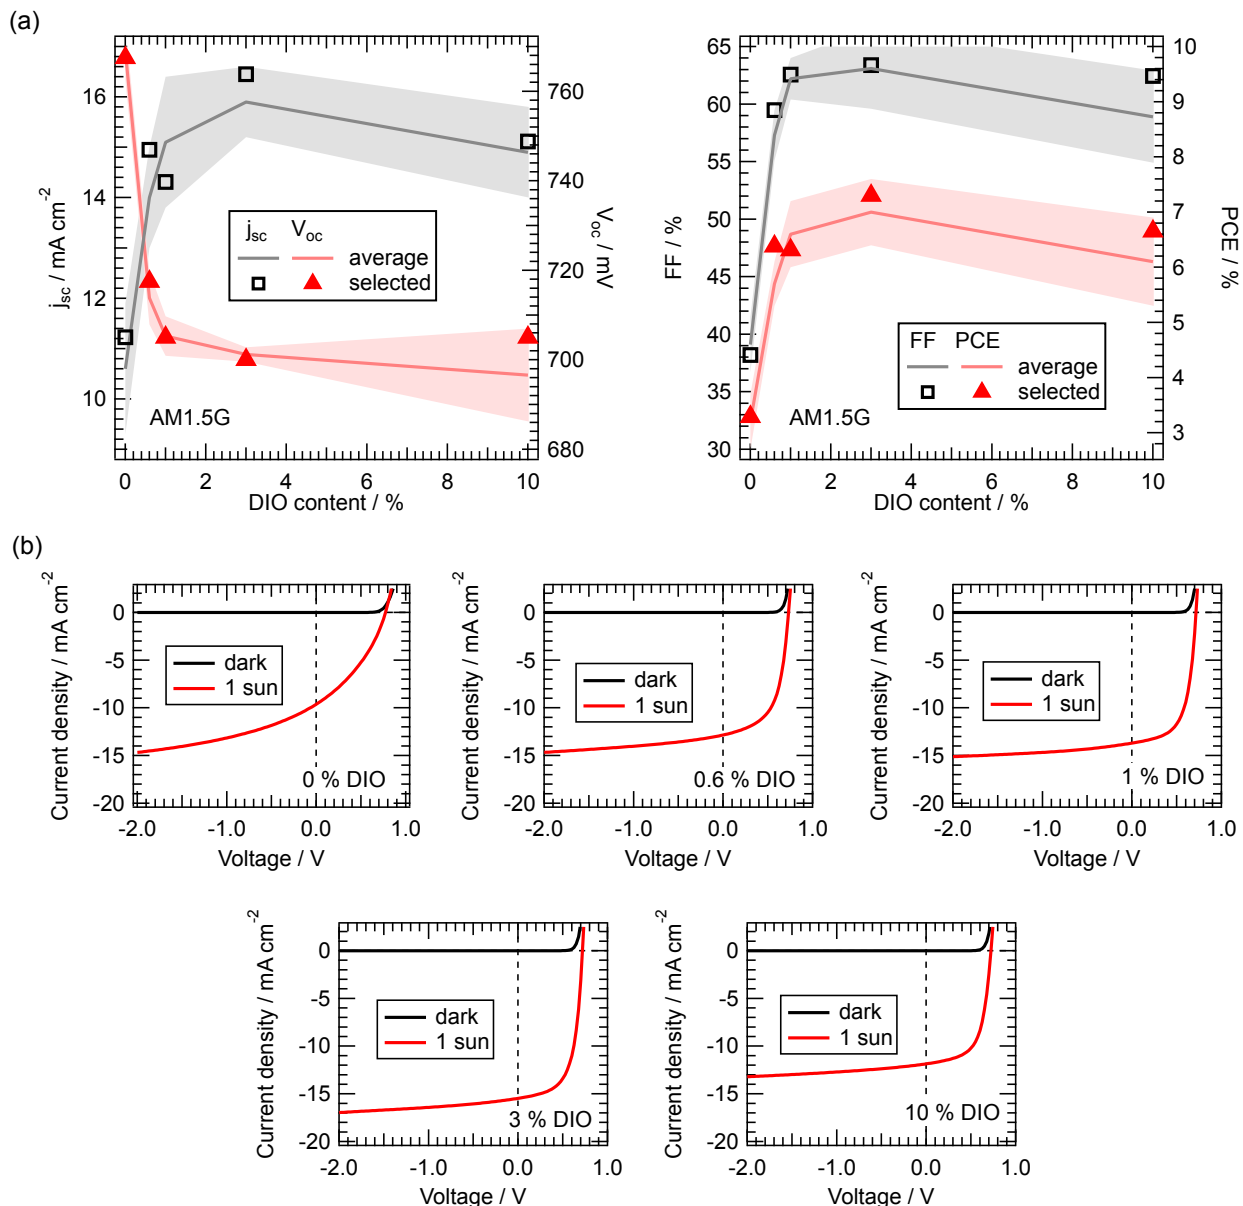 (a)
16
14
12
10
j_sc / mA cm^-2
760
740
720
700
680
V_oc / mV
j_sc V_oc
average
selected
AM1.5G
0 2 4 6 8 10
DIO content / %
65
60
55
50
45
40
35
30
FF / %
10
9
8
7
6
5
4
3
PCE / %
FF PCE
average
selected
AM1.5G
0 2 4 6 8 10
DIO content / %
(b)
Current density / mA cm^-2
0
-5
-10
-15
-20
dark
1 sun
0 % DIO
-2.0 -1.0 0.0 1.0
Voltage / V
Current density / mA cm^-2
0
-5
-10
-15
-20
dark
1 sun
0.6 % DIO
-2.0 -1.0 0.0 1.0
Voltage / V
Current density / mA cm^-2
0
-5
-10
-15
-20
dark
1 sun
1 % DIO
-2.0 -1.0 0.0 1.0
Voltage / V
Current density / mA cm^-2
0
-5
-10
-15
-20
dark
1 sun
3 % DIO
-2.0 -1.0 0.0 1.0
Voltage / V
Current density / mA cm^-2
0
-5
-10
-15
-20
dark
1 sun
10 % DIO
-2.0 -1.0 0.0 1.0
Voltage / V